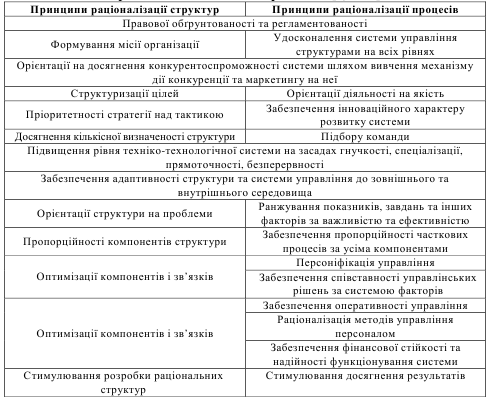 Принципи раціоналізації структур
Принципи раціоналізації процесів
Правової обґрунтованості та регламентованості
Формування місії організації
Удосконалення системи управління
структурами на всіх рівнях
Орієнтації на досягнення конкурентоспроможності системи шляхом вивчення механізму
дії конкуренції та маркетингу на неї
Структуризації цілей
Орієнтації діяльності на якість
Пріоритетності стратегії над тактикою
Забезпечення інноваційного характеру
розвитку системи
Досягнення кількісної визначеності структури
Підбору команди
Підвищення рівня техніко-технологічної системи на засадах гнучкості, спеціалізації,
прямоточності, безперервності
Забезпечення адаптивності структури та системи управління до зовнішнього та
внутрішнього середовища
Орієнтації структури на проблеми
Ранжування показників, завдань та інших
факторів за важливістю та ефективністю
Пропорційності компонентів структури
Забезпечення пропорційності часткових
процесів за усіма компонентами
Оптимізації компонентів і зв’язків
Персоніфікація управління
Забезпечення співставності управлінських
рішень за системою факторів
Оптимізації компонентів і зв’язків
Забезпечення оперативності управління
Раціоналізація методів управління
персоналом
Забезпечення фінансової стійкості та
надійності функціонування системи
Стимулювання розробки раціональних
структур
Стимулювання досягнення результатів